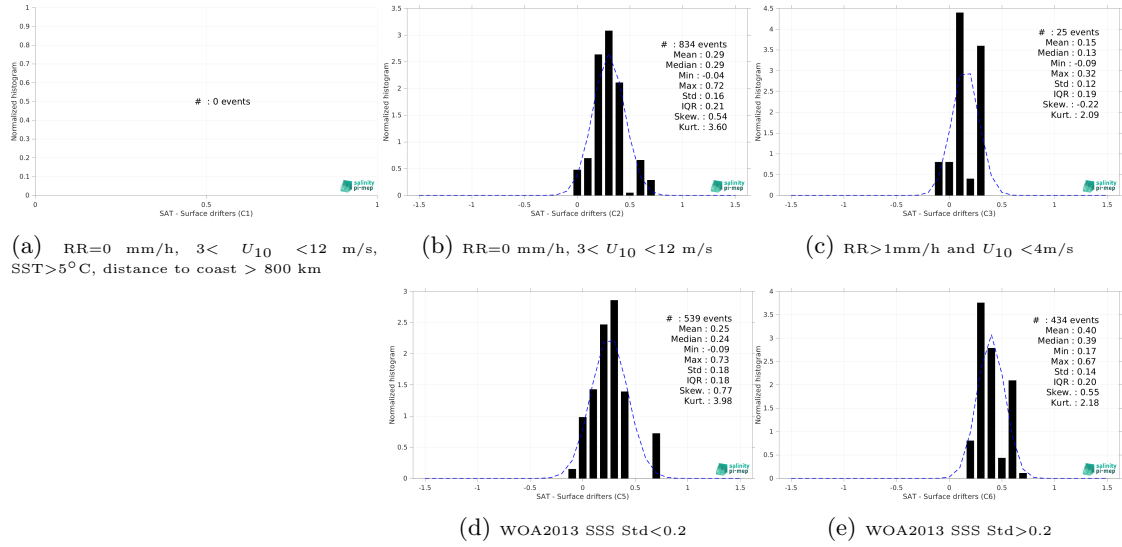 Normalized histogram
1
0.9
0.8
0.7
0.6
0.5
0.4
0.3
0.2
0.1
0
# : 0 events
salinity
pi-mep
0 0.5 1
SAT - Surface drifters (C1)
(a) RR=0 mm/h, 3< U10 <12 m/s,
SST>5°C, distance to coast > 800 km
Normalized histogram
3.5
3
2.5
2
1.5
1
0.5
0
# : 834 events
Mean : 0.29
Median : 0.29
Min : -0.04
Max : 0.72
Std : 0.16
IQR : 0.21
Skew. : 0.54
Kurt. : 3.60
salinity
pi-mep
-1.5 -1 -0.5 0 0.5 1 1.5
SAT - Surface drifters (C2)
(b) RR=0 mm/h, 3< U10 <12 m/s
Normalized histogram
4.5
4
3.5
3
2.5
2
1.5
1
0.5
0
# : 25 events
Mean : 0.15
Median : 0.13
Min : -0.09
Max : 0.32
Std : 0.12
IQR : 0.19
Skew. : -0.22
Kurt. : 2.09
salinity
pi-mep
-1.5 -1 -0.5 0 0.5 1 1.5
SAT - Surface drifters (C3)
(c) RR>1mm/h and U10 <4m/s
Normalized histogram
3
2.5
2
1.5
1
0.5
0
# : 539 events
Mean : 0.25
Median : 0.24
Min : -0.09
Max : 0.73
Std : 0.18
IQR : 0.18
Skew. : 0.77
Kurt. : 3.98
salinity
pi-mep
-1.5 -1 -0.5 0 0.5 1 1.5
SAT - Surface drifters (C5)
(d) WOA2013 SSS Std<0.2
Normalized histogram
4
3.5
3
2.5
2
1.5
1
0.5
0
# : 434 events
Mean : 0.40
Median : 0.39
Min : 0.17
Max : 0.67
Std : 0.14
IQR : 0.20
Skew. : 0.55
Kurt. : 2.18
salinity
pi-mep
-1.5 -1 -0.5 0 0.5 1 1.5
SAT - Surface drifters (C6)
(e) WOA2013 SSS Std>0.2